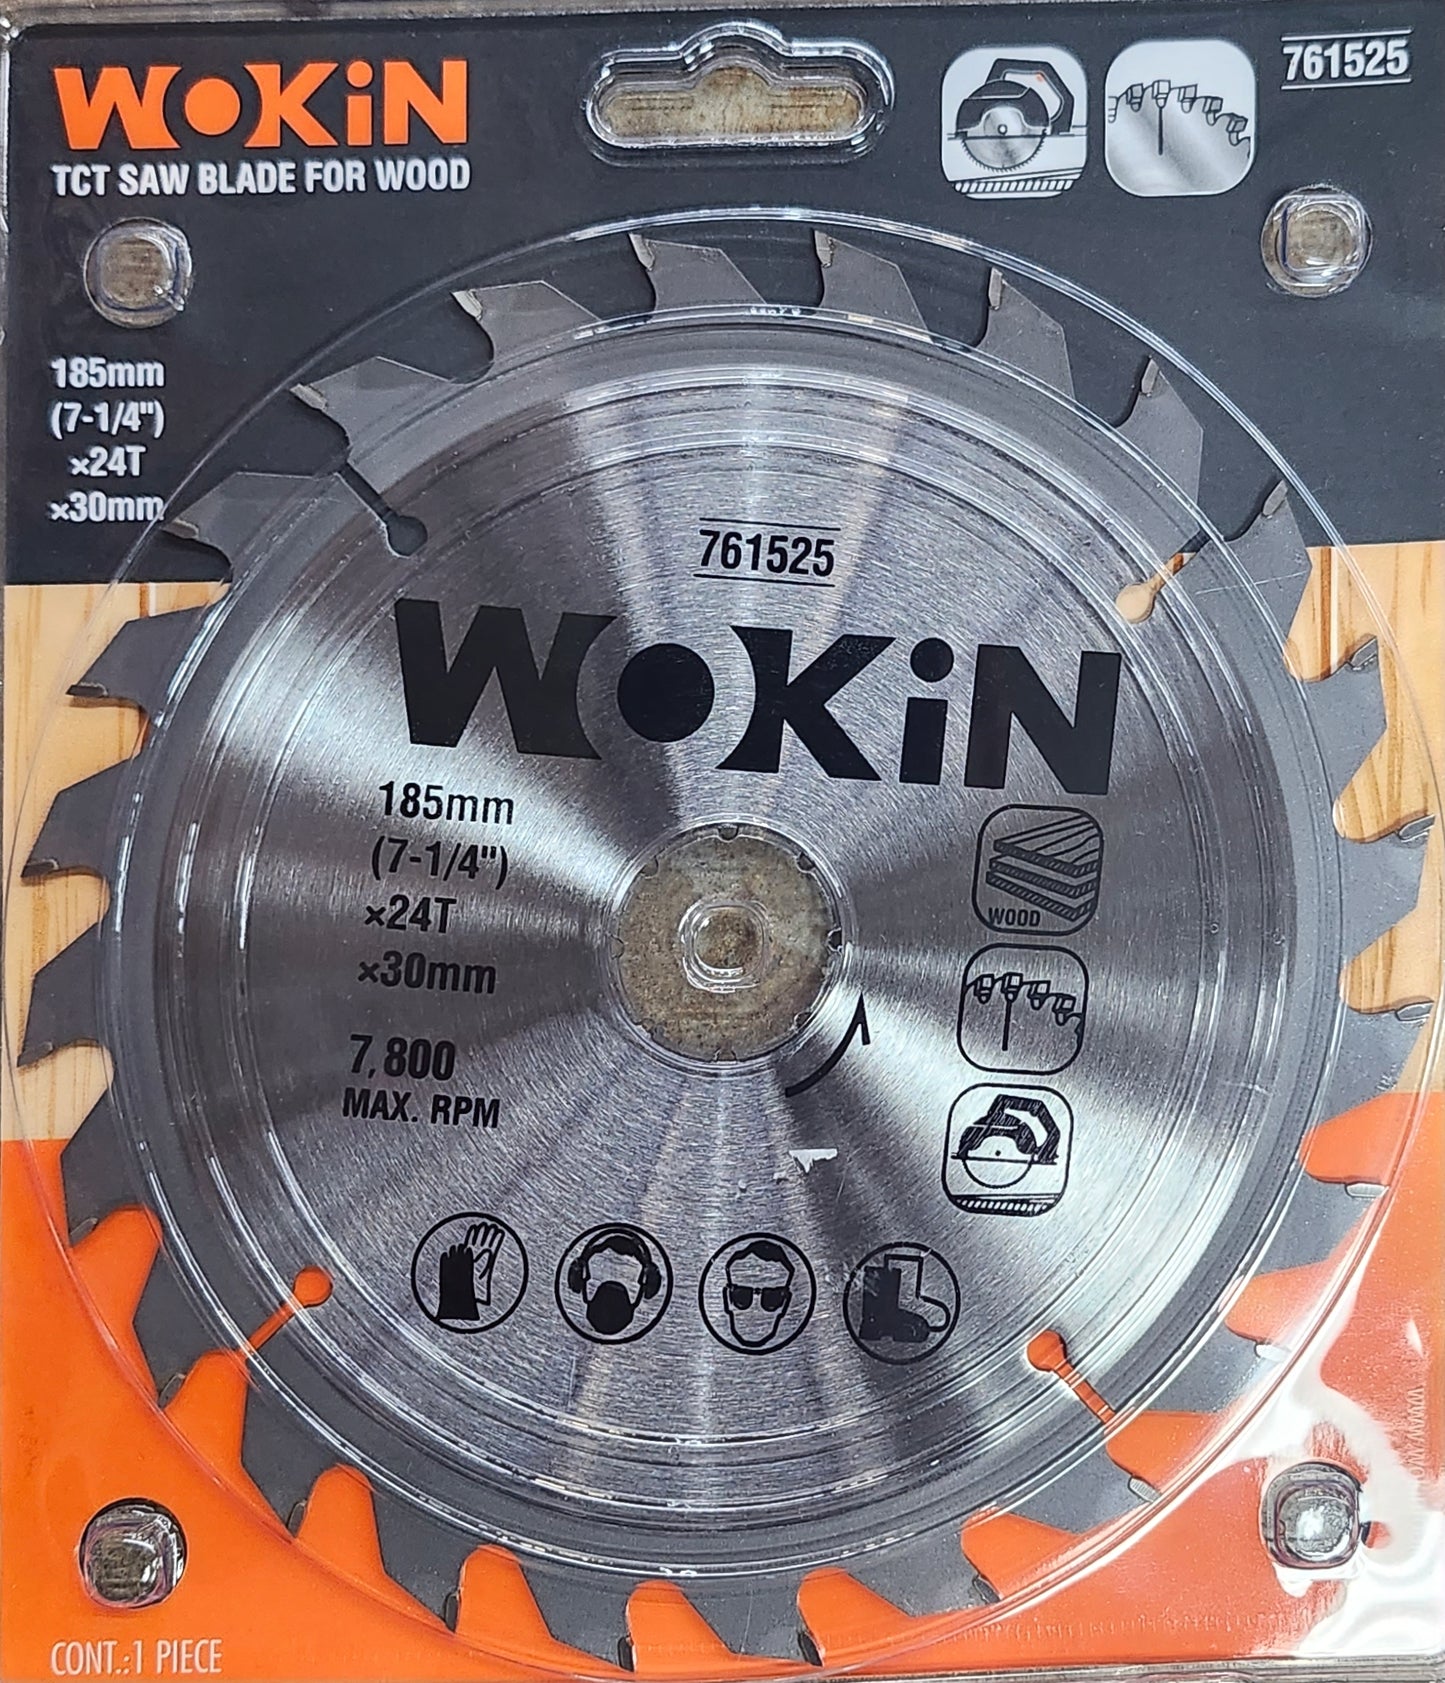 WOKiN
TCT SAW BLADE FOR WOOD
761525
185mm
(7-1/4")
×24T
×30mm
761525
WOKiN
185mm
(7-1/4")
×24T
×30mm
7,800
MAX. RPM
WOOD
CONT.:1 PIECE